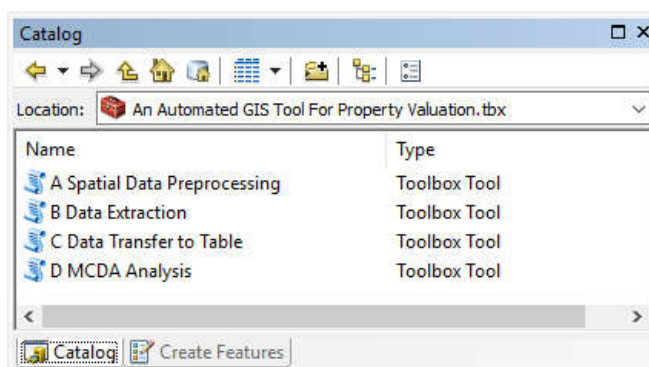 Catalog
Location: An Automated GIS Tool For Property Valuation.tbx
Name Type
A Spatial Data Preprocessing Toolbox Tool
B Data Extraction Toolbox Tool
C Data Transfer to Table Toolbox Tool
D MCDA Analysis Toolbox Tool
Catalog Create Features